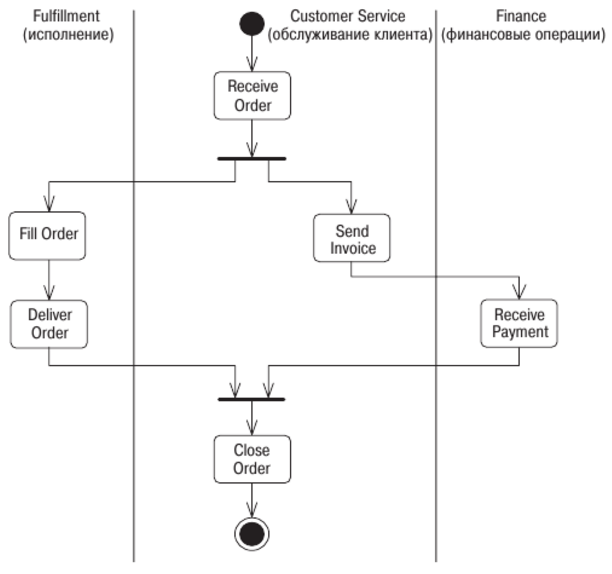 Fulfillment
(исполнение)
Customer Service
(обслуживание клиента)
Finance
(финансовые операции)
Receive
Order
Fill Order
Send
Invoice
Deliver
Order
Receive
Payment
Close
Order